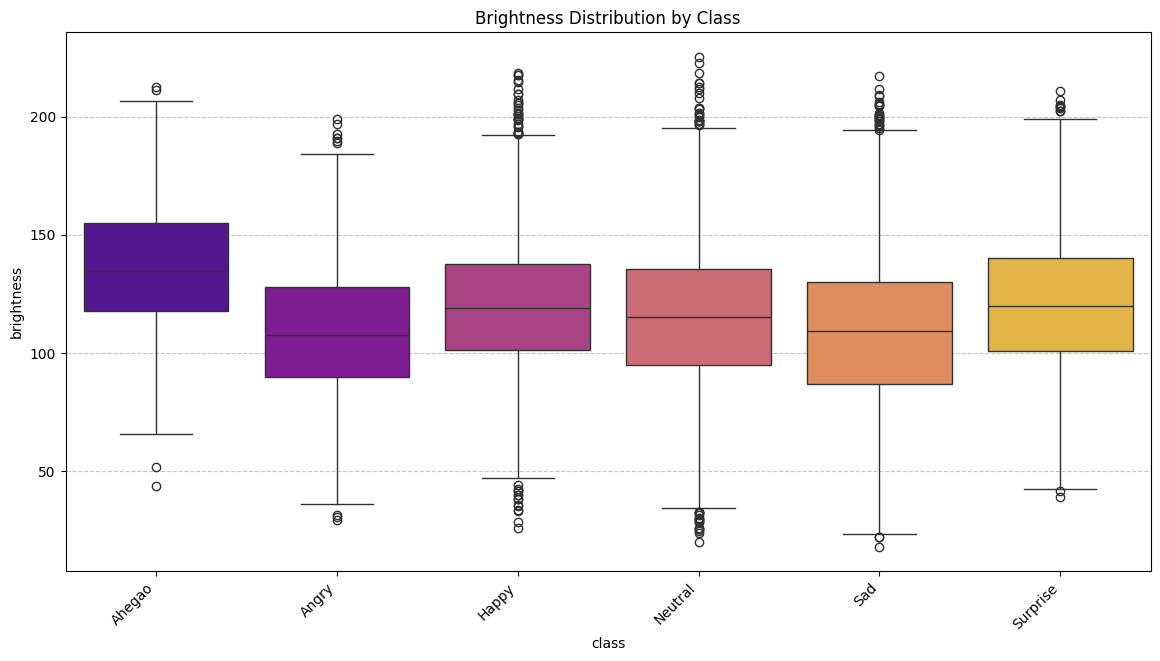 Brightness Distribution by Class
brightness
200
150
100
50
Ahegao
Angry
Happy
Neutral
Sad
Surprise
class